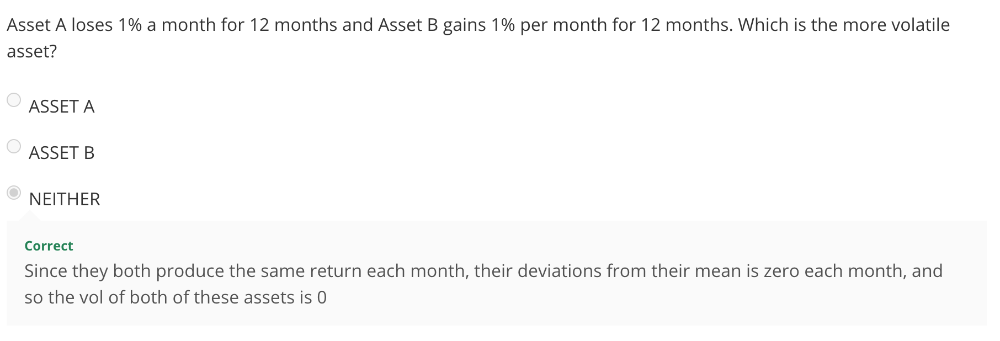 Asset A loses 1% a month for 12 months and Asset B gains 1% per month for 12 months. Which is the more volatile
asset?
ASSET A
ASSET B
NEITHER
Correct
Since they both produce the same return each month, their deviations from their mean is zero each month, and
so the vol of both of these assets is 0